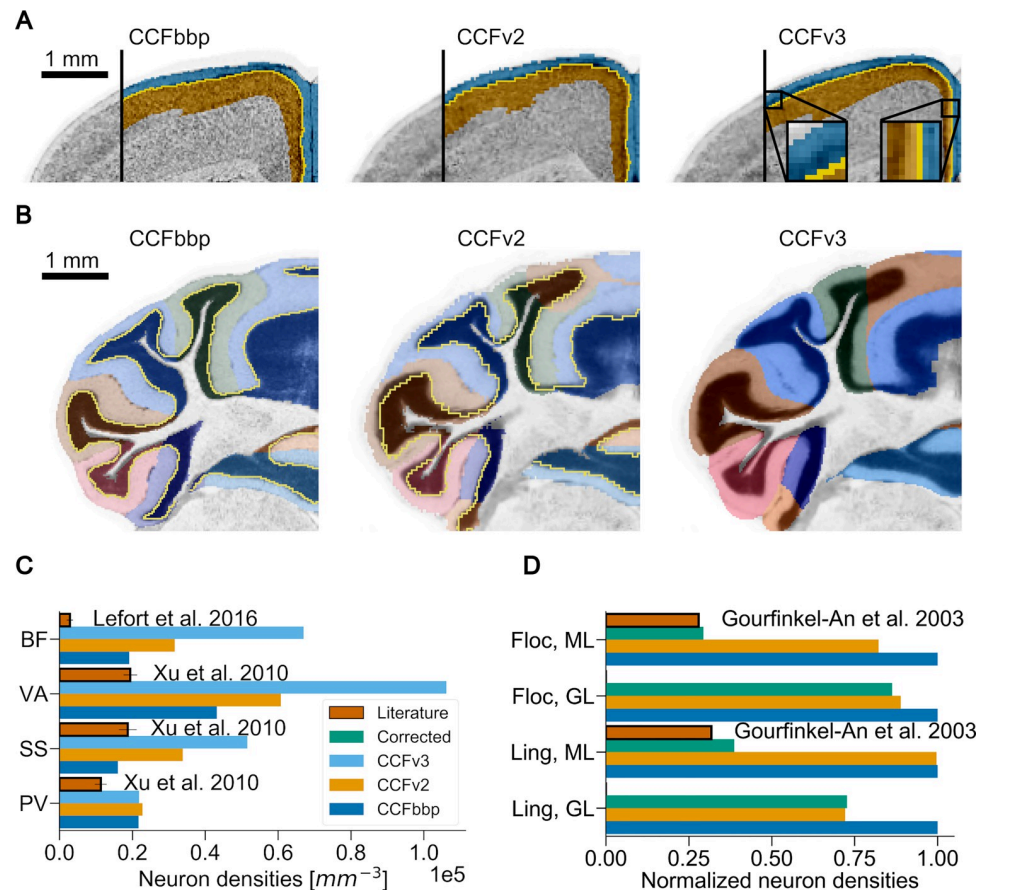 A
CCFbbp
CCFv2
CCFv3
1 mm
B
CCFbbp
CCFv2
CCFv3
1 mm
C
Lefort et al. 2016
BF
Xu et al. 2010
VA
Xu et al. 2010
SS
Xu et al. 2010
PV
Literature
Corrected
CCFv3
CCFv2
CCFbbp
0.0 0.2 0.4 0.6 0.8 1.0
1e5
Neuron densities [mm⁻³]
D
Gourfinkel-An et al. 2003
Floc, ML
Floc, GL
Gourfinkel-An et al. 2003
Ling, ML
Ling, GL
0.00 0.25 0.50 0.75 1.00
Normalized neuron densities